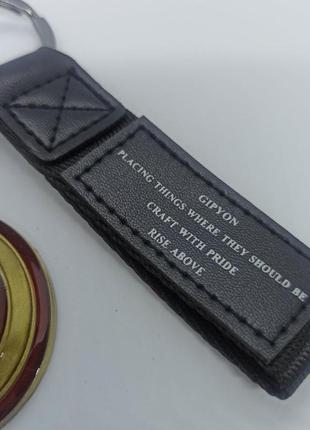 GIPYON
PLACING THINGS WHERE THEY SHOULD BE
CRAFT WITH PRIDE
RISE ABOVE